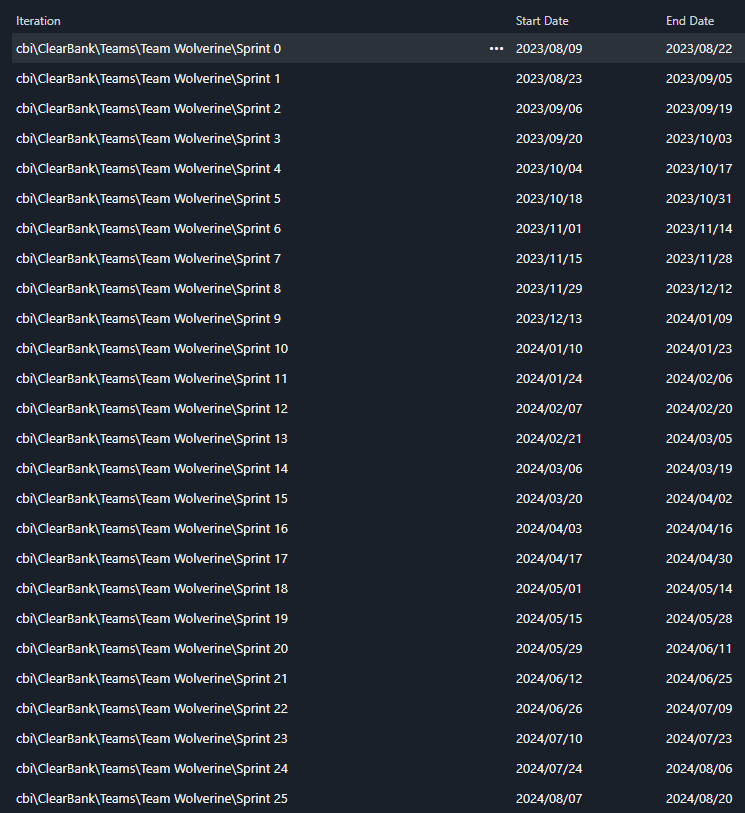 Iteration Start Date End Date
cbi\ClearBank\Teams\Team Wolverine\Sprint 0 ••• 2023/08/09 2023/08/22
cbi\ClearBank\Teams\Team Wolverine\Sprint 1 2023/08/23 2023/09/05
cbi\ClearBank\Teams\Team Wolverine\Sprint 2 2023/09/06 2023/09/19
cbi\ClearBank\Teams\Team Wolverine\Sprint 3 2023/09/20 2023/10/03
cbi\ClearBank\Teams\Team Wolverine\Sprint 4 2023/10/04 2023/10/17
cbi\ClearBank\Teams\Team Wolverine\Sprint 5 2023/10/18 2023/10/31
cbi\ClearBank\Teams\Team Wolverine\Sprint 6 2023/11/01 2023/11/14
cbi\ClearBank\Teams\Team Wolverine\Sprint 7 2023/11/15 2023/11/28
cbi\ClearBank\Teams\Team Wolverine\Sprint 8 2023/11/29 2023/12/12
cbi\ClearBank\Teams\Team Wolverine\Sprint 9 2023/12/13 2024/01/09
cbi\ClearBank\Teams\Team Wolverine\Sprint 10 2024/01/10 2024/01/23
cbi\ClearBank\Teams\Team Wolverine\Sprint 11 2024/01/24 2024/02/06
cbi\ClearBank\Teams\Team Wolverine\Sprint 12 2024/02/07 2024/02/20
cbi\ClearBank\Teams\Team Wolverine\Sprint 13 2024/02/21 2024/03/05
cbi\ClearBank\Teams\Team Wolverine\Sprint 14 2024/03/06 2024/03/19
cbi\ClearBank\Teams\Team Wolverine\Sprint 15 2024/03/20 2024/04/02
cbi\ClearBank\Teams\Team Wolverine\Sprint 16 2024/04/03 2024/04/16
cbi\ClearBank\Teams\Team Wolverine\Sprint 17 2024/04/17 2024/04/30
cbi\ClearBank\Teams\Team Wolverine\Sprint 18 2024/05/01 2024/05/14
cbi\ClearBank\Teams\Team Wolverine\Sprint 19 2024/05/15 2024/05/28
cbi\ClearBank\Teams\Team Wolverine\Sprint 20 2024/05/29 2024/06/11
cbi\ClearBank\Teams\Team Wolverine\Sprint 21 2024/06/12 2024/06/25
cbi\ClearBank\Teams\Team Wolverine\Sprint 22 2024/06/26 2024/07/09
cbi\ClearBank\Teams\Team Wolverine\Sprint 23 2024/07/10 2024/07/23
cbi\ClearBank\Teams\Team Wolverine\Sprint 24 2024/07/24 2024/08/06
cbi\ClearBank\Teams\Team Wolverine\Sprint 25 2024/08/07 2024/08/20